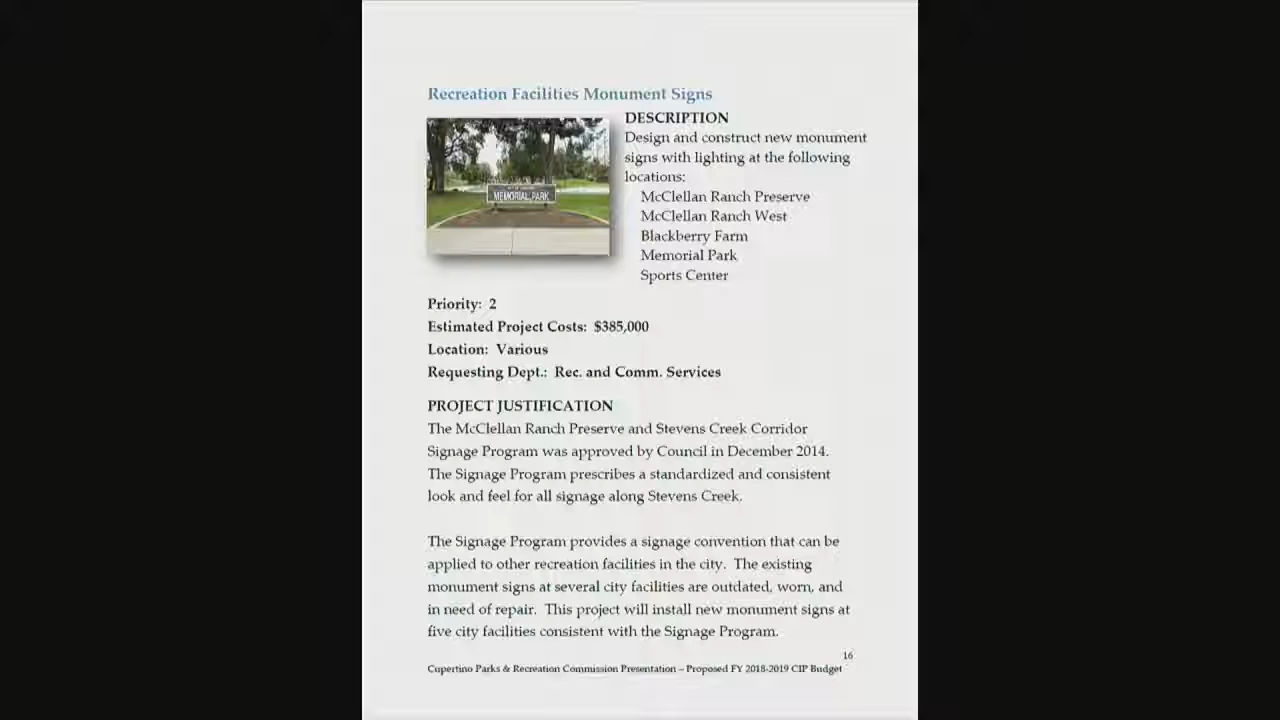 Recreation Facilities Monument Signs
MEMORIAL PARK
DESCRIPTION
Design and construct new monument
signs with lighting at the following
locations:
McClellan Ranch Preserve
McClellan Ranch West
Blackberry Farm
Memorial Park
Sports Center
Priority: 2
Estimated Project Costs: $385,000
Location: Various
Requesting Dept.: Rec. and Comm. Services
PROJECT JUSTIFICATION
The McClellan Ranch Preserve and Stevens Creek Corridor
Signage Program was approved by Council in December 2014.
The Signage Program prescribes a standardized and consistent
look and feel for all signage along Stevens Creek.
The Signage Program provides a signage convention that can be
applied to other recreation facilities in the city. The existing
monument signs at several city facilities are outdated, worn, and
in need of repair. This project will install new monument signs at
five city facilities consistent with the Signage Program.
16
Cupertino Parks & Recreation Commission Presentation – Proposed FY 2018-2019 CIP Budget